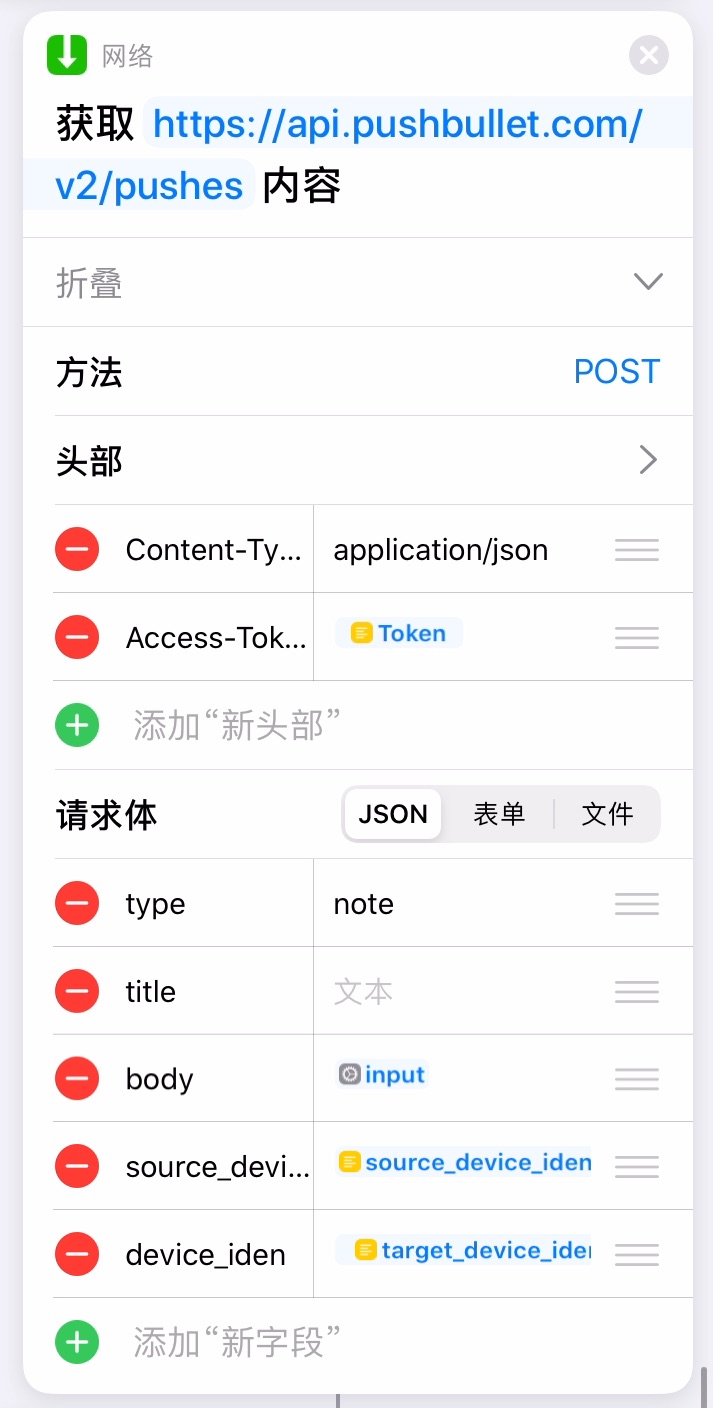 网络
获取 https://api.pushbullet.com/
v2/pushes 内容
折叠
方法 POST
头部
Content-Ty... application/json
Access-Tok... Token
添加“新头部”
请求体 JSON 表单 文件
type note
title 文本
body input
source_devi... source_device_iden
device_iden target_device_iden
添加“新字段”